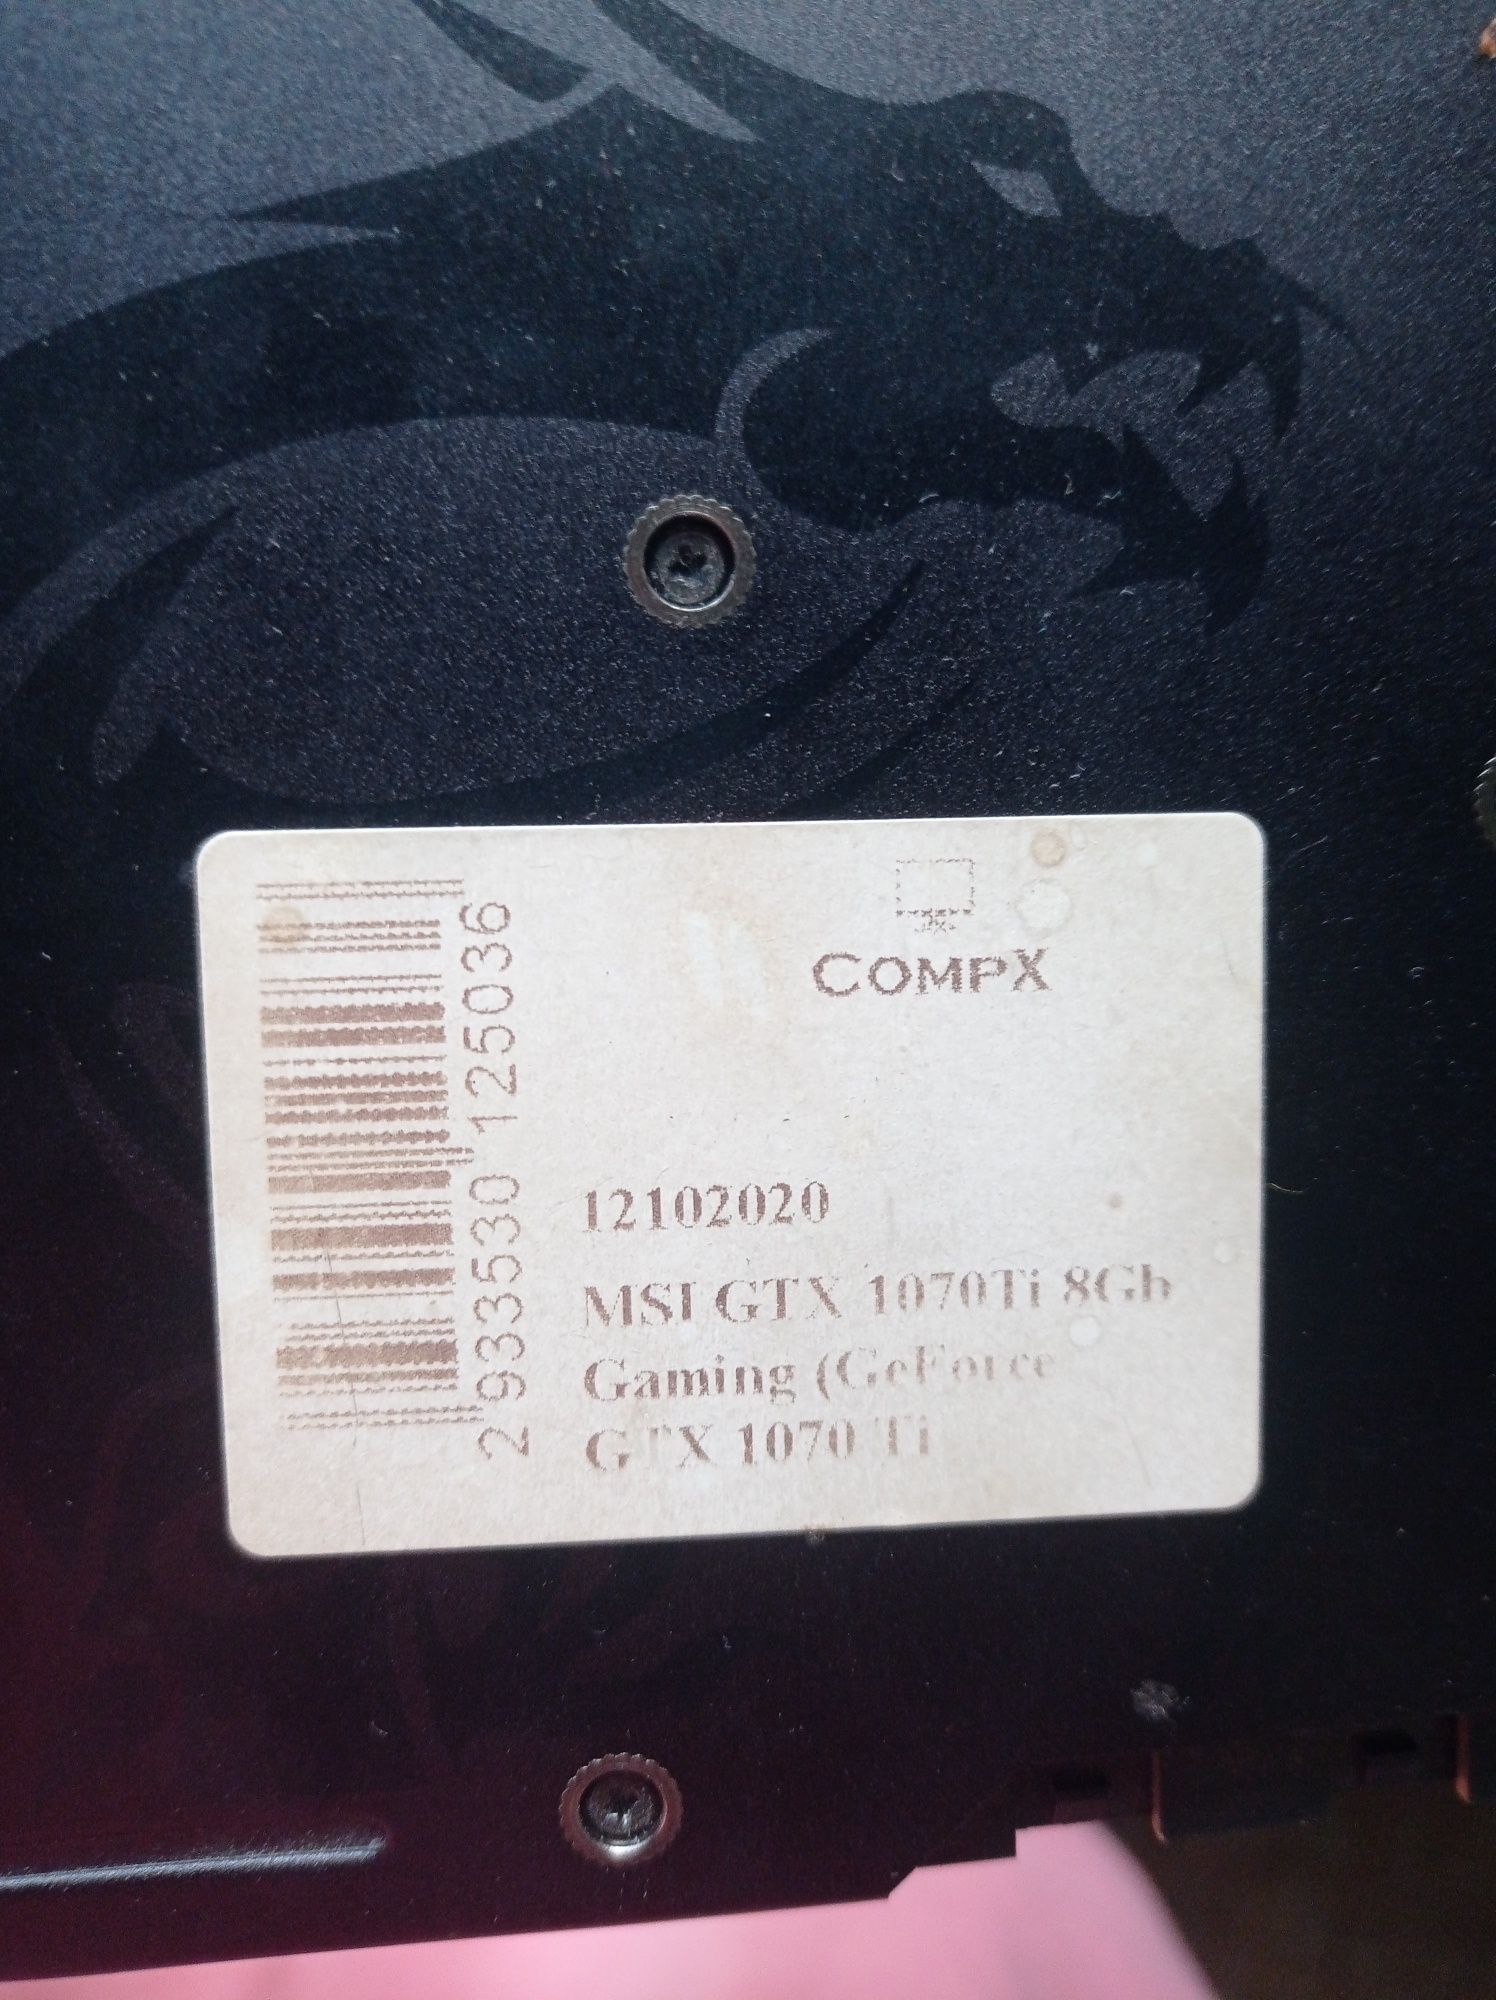 COMPX
2 933530 125036
12102020
MSI GTX 1070Ti 8Gb
Gaming (GeForce
GTX 1070 Ti